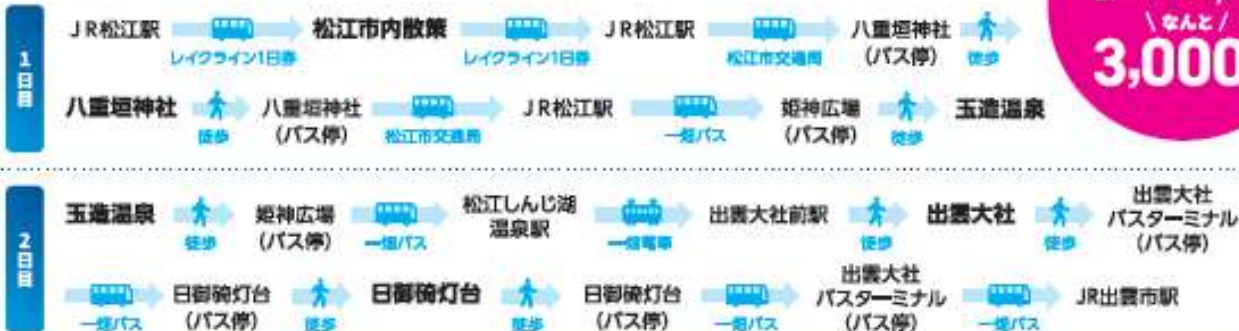 \なんと/
3,000
1日目
JR松江駅
レイクライン1日券
松江市内散策
レイクライン1日券
JR松江駅
松江市交通局
八重垣神社
(バス停)
徒歩
八重垣神社
徒歩
八重垣神社
(バス停)
松江市交通局
JR松江駅
一畑バス
姫神広場
(バス停)
徒歩
玉造温泉
2日目
玉造温泉
徒歩
姫神広場
(バス停)
一畑バス
松江しんじ湖
温泉駅
一畑電車
出雲大社前駅
徒歩
出雲大社
徒歩
出雲大社
バスターミナル
(バス停)
一畑バス
日御碕灯台
(バス停)
徒歩
日御碕灯台
徒歩
日御碕灯台
(バス停)
一畑バス
出雲大社
バスターミナル
(バス停)
一畑バス
JR出雲市駅